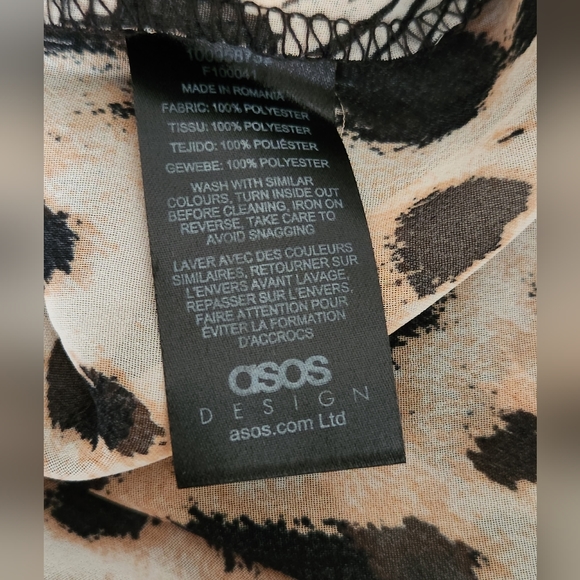 F100041
MADE IN ROMANIA
FABRIC: 100% POLYESTER
TISSU: 100% POLYESTER
TEJIDO: 100% POLIÉSTER
GEWEBE: 100% POLYESTER
WASH WITH SIMILAR
COLOURS, TURN INSIDE OUT
BEFORE CLEANING, IRON ON
REVERSE, TAKE CARE TO
AVOID SNAGGING
LAVER AVEC DES COULEURS
SIMILAIRES, RETOURNER SUR
L'ENVERS AVANT LAVAGE,
REPASSER SUR L'ENVERS,
FAIRE ATTENTION POUR
ÉVITER LA FORMATION
D'ACCROCS
asos
DESIGN
asos.com Ltd